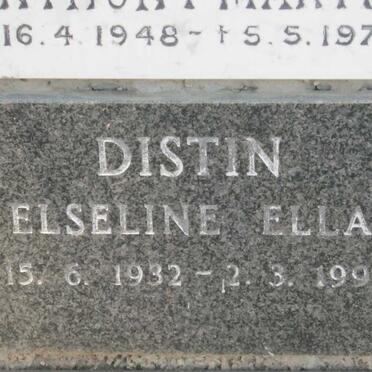 16.4.1948 - † 5.5.197
DISTIN
ELSELINE ELLA
15. 6. 1932 - 2. 3. 199